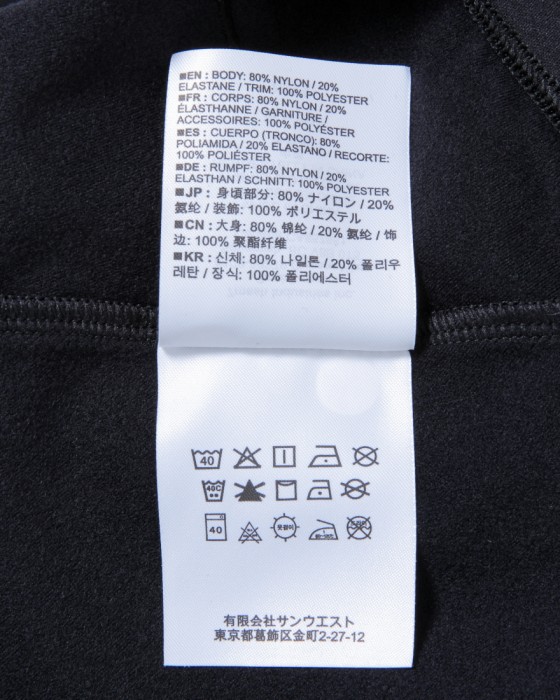 ■EN : BODY: 80% NYLON / 20%
ELASTANE / TRIM: 100% POLYESTER
■FR : CORPS: 80% NYLON / 20%
ÉLASTHANNE / GARNITURE /
ACCESSOIRES: 100% POLYESTER
■ES : CUERPO (TRONCO): 80%
POLIAMIDA / 20% ELASTANO / RECORTE:
100% POLIÉSTER
■DE : RUMPF: 80% NYLON / 20%
ELASTHAN / SCHNITT: 100% POLYESTER
■JP : 身頃部分: 80% ナイロン / 20%
氨纶 / 装飾: 100% ポリエステル
■CN : 大身: 80% 锦纶 / 20% 氨纶 / 饰
边: 100% 聚酯纤维
■KR : 신체: 80% 나일론 / 20% 폴리우
레탄 / 장식: 100% 폴리에스터
40
40C
40
有限会社サンウエスト
東京都葛飾区金町2-27-12